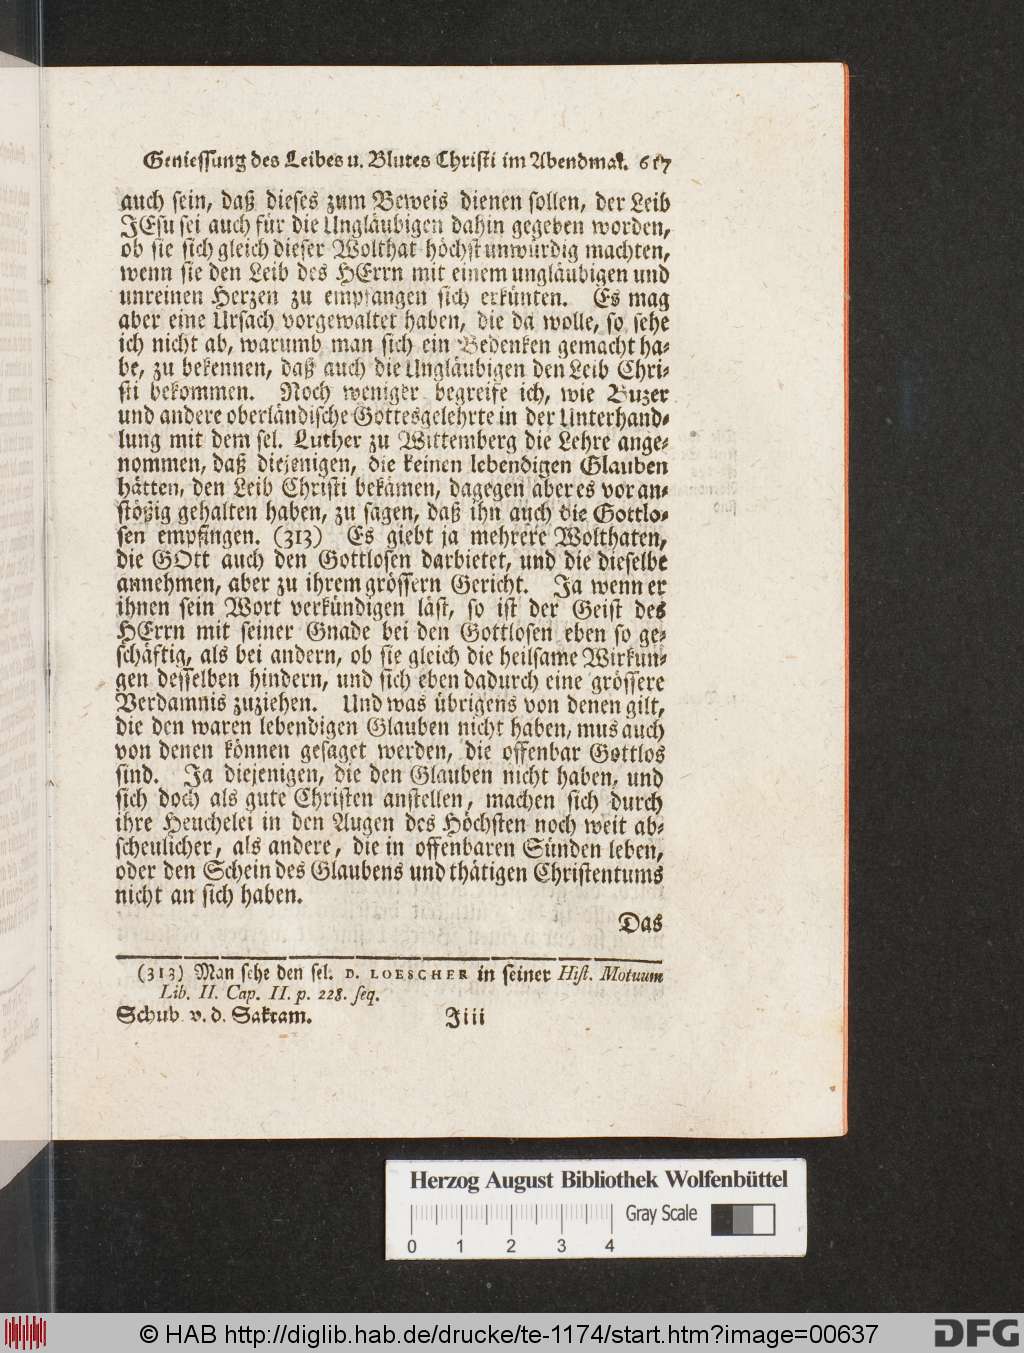 Geniessung des Leibes u. Blutes Christi im Abendmal. 617
auch sein, daß dieses zum Beweis dienen sollen, der Leib
JEsu sei auch für die Ungläubigen dahin gegeben worden,
ob sie sich gleich dieser Wolthat höchst unwürdig machten,
wenn sie den Leib des HErrn mit einem ungläubigen und
unreinen Herzen zu empfangen sich erkünten. Es mag
aber eine Ursach vorgewaltet haben, die da wolle, so sehe
ich nicht ab, warumb man sich ein Bedenken gemacht ha-
be, zu bekennen, daß auch die Ungläubigen den Leib Chri-
sti bekommen. Noch weniger begreife ich, wie Buzer
und andere oberländische Gottesgelehrte in der Unterhand-
lung mit dem sel. Luther zu Wittemberg die Lehre ange-
nommen, daß diejenigen, die keinen lebendigen Glauben
hätten, den Leib Christi bekämen, dagegen aber es vor an-
stößig gehalten haben, zu sagen, daß ihn auch die Gottlo-
sen empfingen. (313) Es giebt ja mehrere Wolthaten,
die GOtt auch den Gottlosen darbietet, und die dieselbe
annehmen, aber zu ihrem grössern Gericht. Ja wenn er
ihnen sein Wort verkündigen läst, so ist der Geist des
HErrn mit seiner Gnade bei den Gottlosen eben so ge-
schäftig, als bei andern, ob sie gleich die heilsame Wirkun-
gen desselben hindern, und sich eben dadurch eine grössere
Verdamnis zuziehen. Und was übrigens von denen gilt,
die den waren lebendigen Glauben nicht haben, mus auch
von denen können gesaget werden, die offenbar Gottlos
sind. Ja diejenigen, die den Glauben nicht haben, und
sich doch als gute Christen anstellen, machen sich durch
ihre Heuchelei in den Augen des Höchsten noch weit ab-
scheulicher, als andere, die in offenbaren Sünden leben,
oder den Schein des Glaubens und thätigen Christentums
nicht an sich haben.
Das
(313) Man sehe den sel. D. LOESCHER in seiner Hist. Motuum
Lib. II. Cap. II. p. 228. seq.
Schub. v. d. Sakram. Jiii
Herzog August Bibliothek Wolfenbüttel
Gray Scale
0 1 2 3 4
© HAB http://diglib.hab.de/drucke/te-1174/start.htm?image=00637
DFG